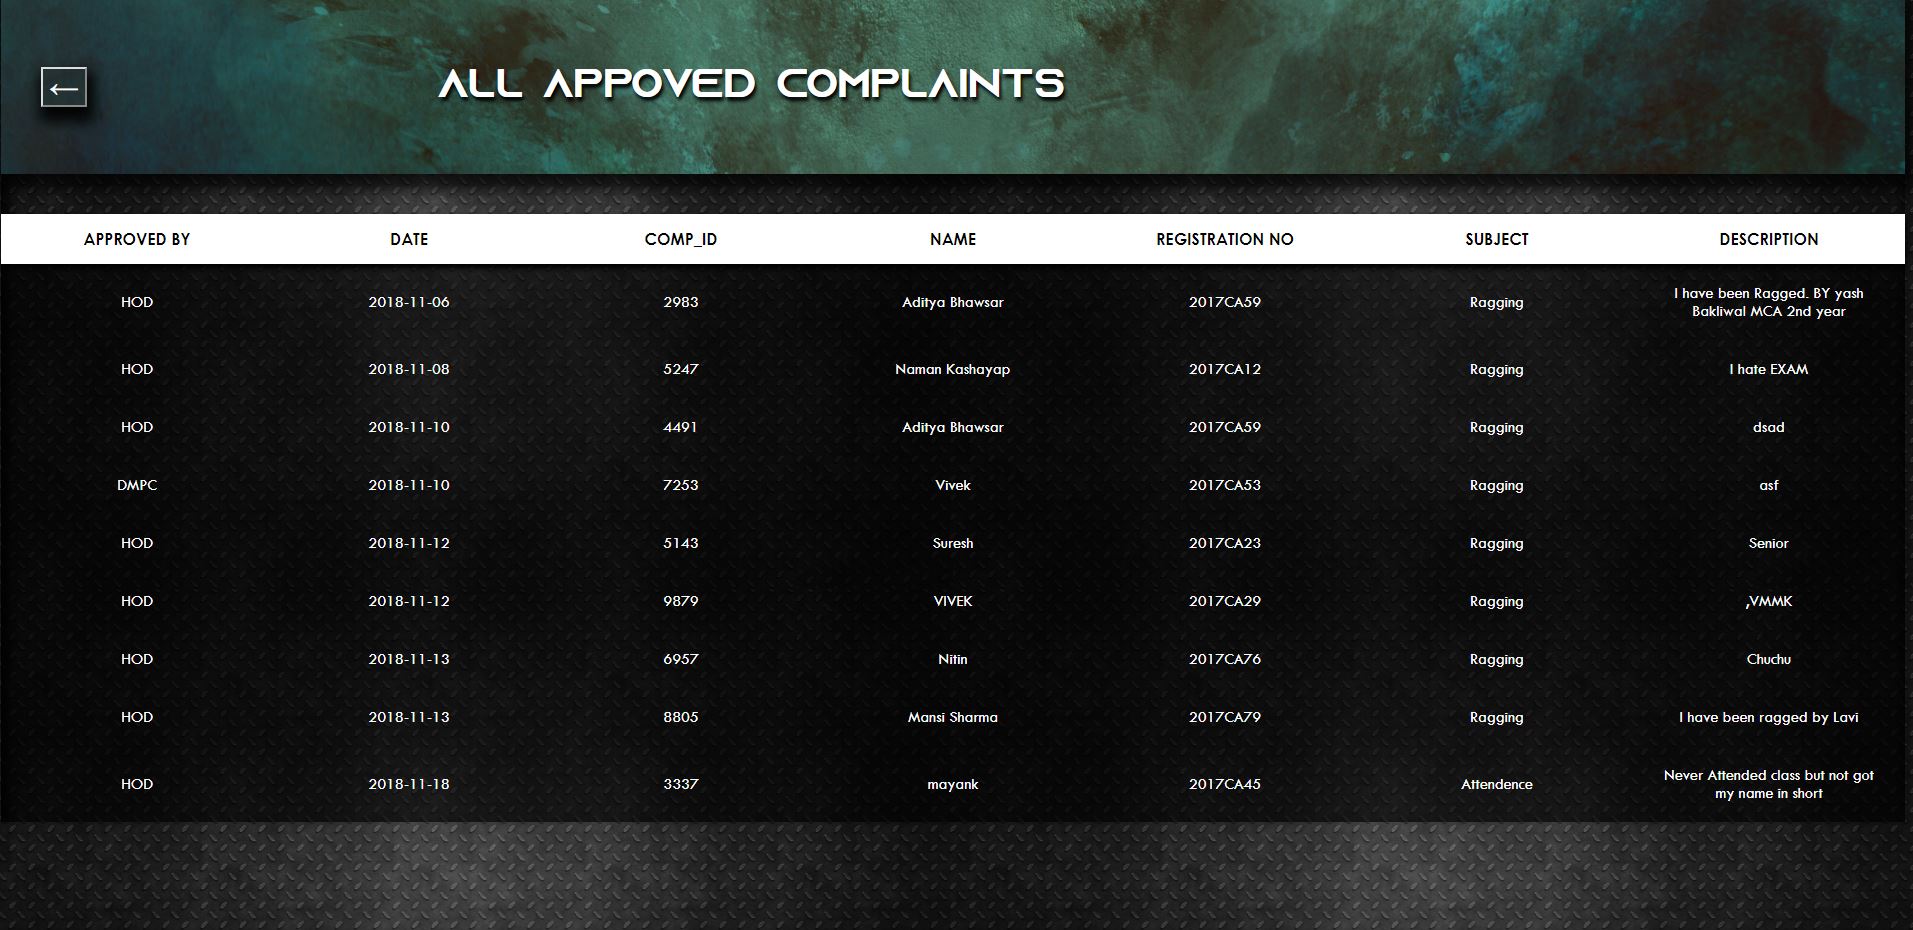 ←
ALL APPOVED COMPLAINTS
APPROVED BY DATE COMP_ID NAME REGISTRATION NO SUBJECT DESCRIPTION
HOD 2018-11-06 2983 Aditya Bhawsar 2017CA59 Ragging I have been Ragged. BY yash
Bakliwal MCA 2nd year
HOD 2018-11-08 5247 Naman Kashayap 2017CA12 Ragging I hate EXAM
HOD 2018-11-10 4491 Aditya Bhawsar 2017CA59 Ragging dsad
DMPC 2018-11-10 7253 Vivek 2017CA53 Ragging asf
HOD 2018-11-12 5143 Suresh 2017CA23 Ragging Senior
HOD 2018-11-12 9879 VIVEK 2017CA29 Ragging ,VMMK
HOD 2018-11-13 6957 Nitin 2017CA76 Ragging Chuchu
HOD 2018-11-13 8805 Mansi Sharma 2017CA79 Ragging I have been ragged by Lavi
HOD 2018-11-18 3337 mayank 2017CA45 Attendence Never Attended class but not got
my name in short